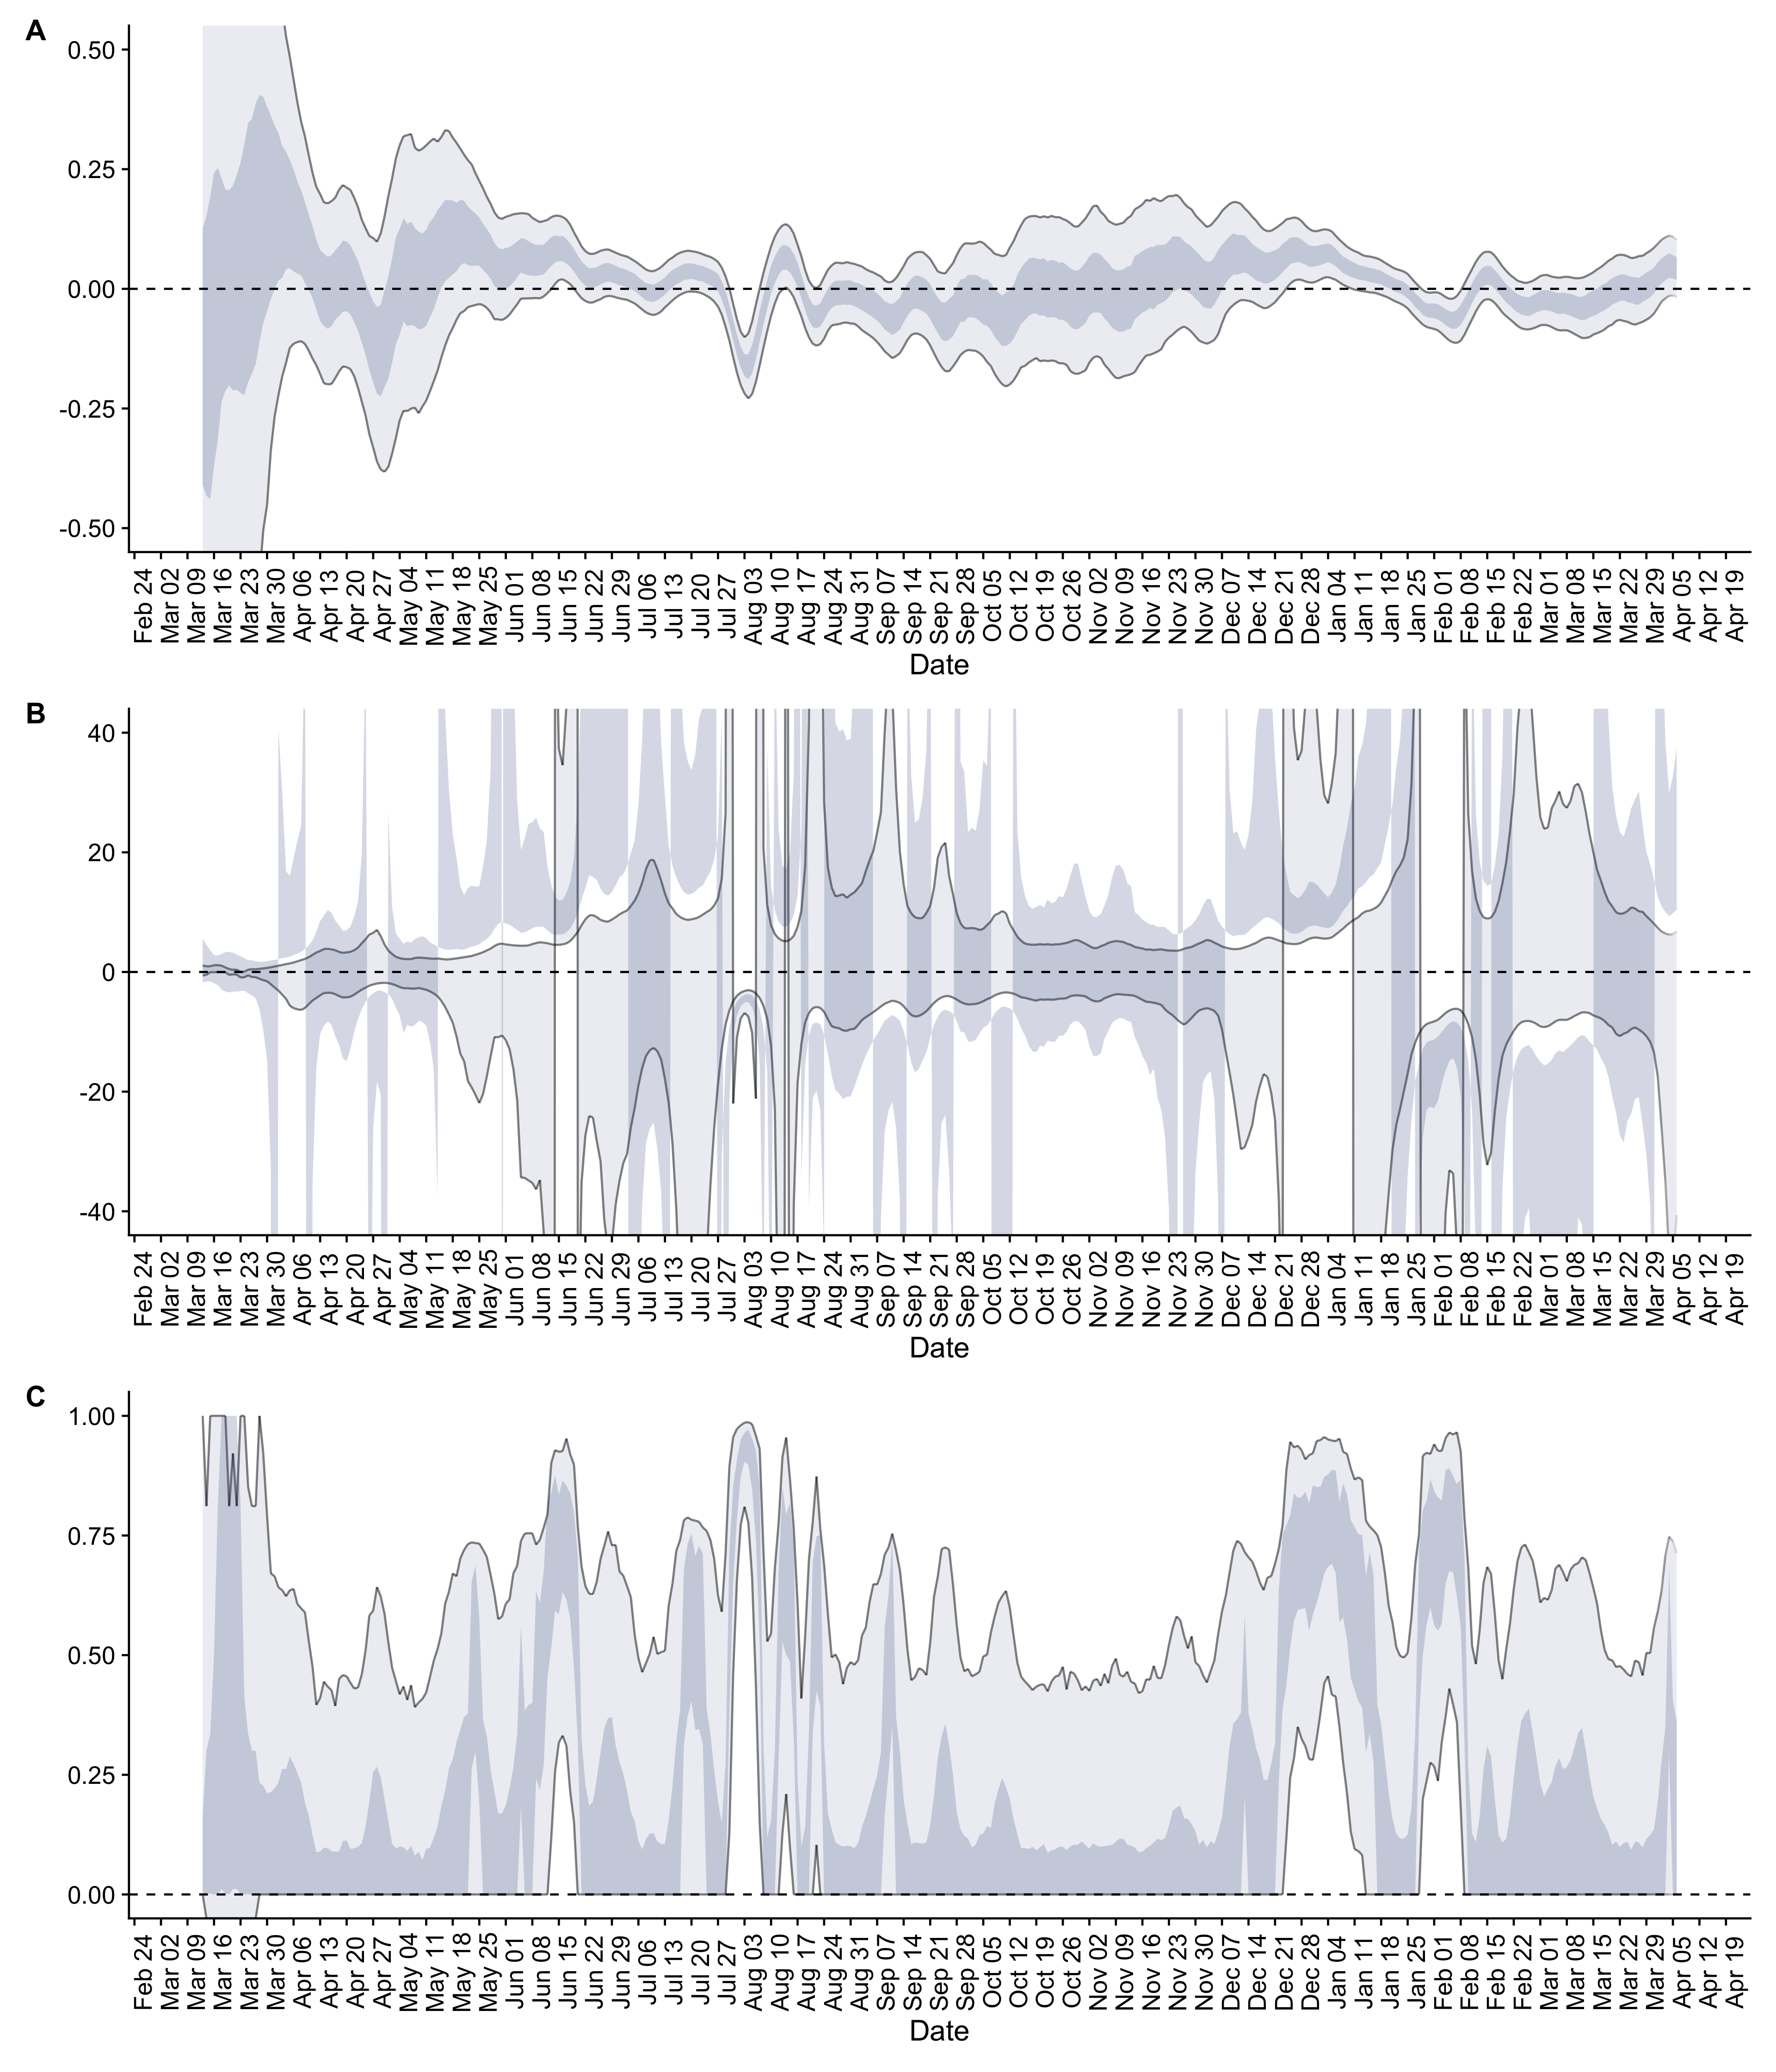 A
0.50
0.25
0.00
-0.25
-0.50
Feb 24 Mar 02 Mar 09 Mar 16 Mar 23 Mar 30 Apr 06 Apr 13 Apr 20 Apr 27 May 04 May 11 May 18 May 25 Jun 01 Jun 08 Jun 15 Jun 22 Jun 29 Jul 06 Jul 13 Jul 20 Jul 27 Aug 03 Aug 10 Aug 17 Aug 24 Aug 31 Sep 07 Sep 14 Sep 21 Sep 28 Oct 05 Oct 12 Oct 19 Oct 26 Nov 02 Nov 09 Nov 16 Nov 23 Nov 30 Dec 07 Dec 14 Dec 21 Dec 28 Jan 04 Jan 11 Jan 18 Jan 25 Feb 01 Feb 08 Feb 15 Feb 22 Mar 01 Mar 08 Mar 15 Mar 22 Mar 29 Apr 05 Apr 12 Apr 19
Date
B
40
20
0
-20
-40
Feb 24 Mar 02 Mar 09 Mar 16 Mar 23 Mar 30 Apr 06 Apr 13 Apr 20 Apr 27 May 04 May 11 May 18 May 25 Jun 01 Jun 08 Jun 15 Jun 22 Jun 29 Jul 06 Jul 13 Jul 20 Jul 27 Aug 03 Aug 10 Aug 17 Aug 24 Aug 31 Sep 07 Sep 14 Sep 21 Sep 28 Oct 05 Oct 12 Oct 19 Oct 26 Nov 02 Nov 09 Nov 16 Nov 23 Nov 30 Dec 07 Dec 14 Dec 21 Dec 28 Jan 04 Jan 11 Jan 18 Jan 25 Feb 01 Feb 08 Feb 15 Feb 22 Mar 01 Mar 08 Mar 15 Mar 22 Mar 29 Apr 05 Apr 12 Apr 19
Date
C
1.00
0.75
0.50
0.25
0.00
Feb 24 Mar 02 Mar 09 Mar 16 Mar 23 Mar 30 Apr 06 Apr 13 Apr 20 Apr 27 May 04 May 11 May 18 May 25 Jun 01 Jun 08 Jun 15 Jun 22 Jun 29 Jul 06 Jul 13 Jul 20 Jul 27 Aug 03 Aug 10 Aug 17 Aug 24 Aug 31 Sep 07 Sep 14 Sep 21 Sep 28 Oct 05 Oct 12 Oct 19 Oct 26 Nov 02 Nov 09 Nov 16 Nov 23 Nov 30 Dec 07 Dec 14 Dec 21 Dec 28 Jan 04 Jan 11 Jan 18 Jan 25 Feb 01 Feb 08 Feb 15 Feb 22 Mar 01 Mar 08 Mar 15 Mar 22 Mar 29 Apr 05 Apr 12 Apr 19
Date